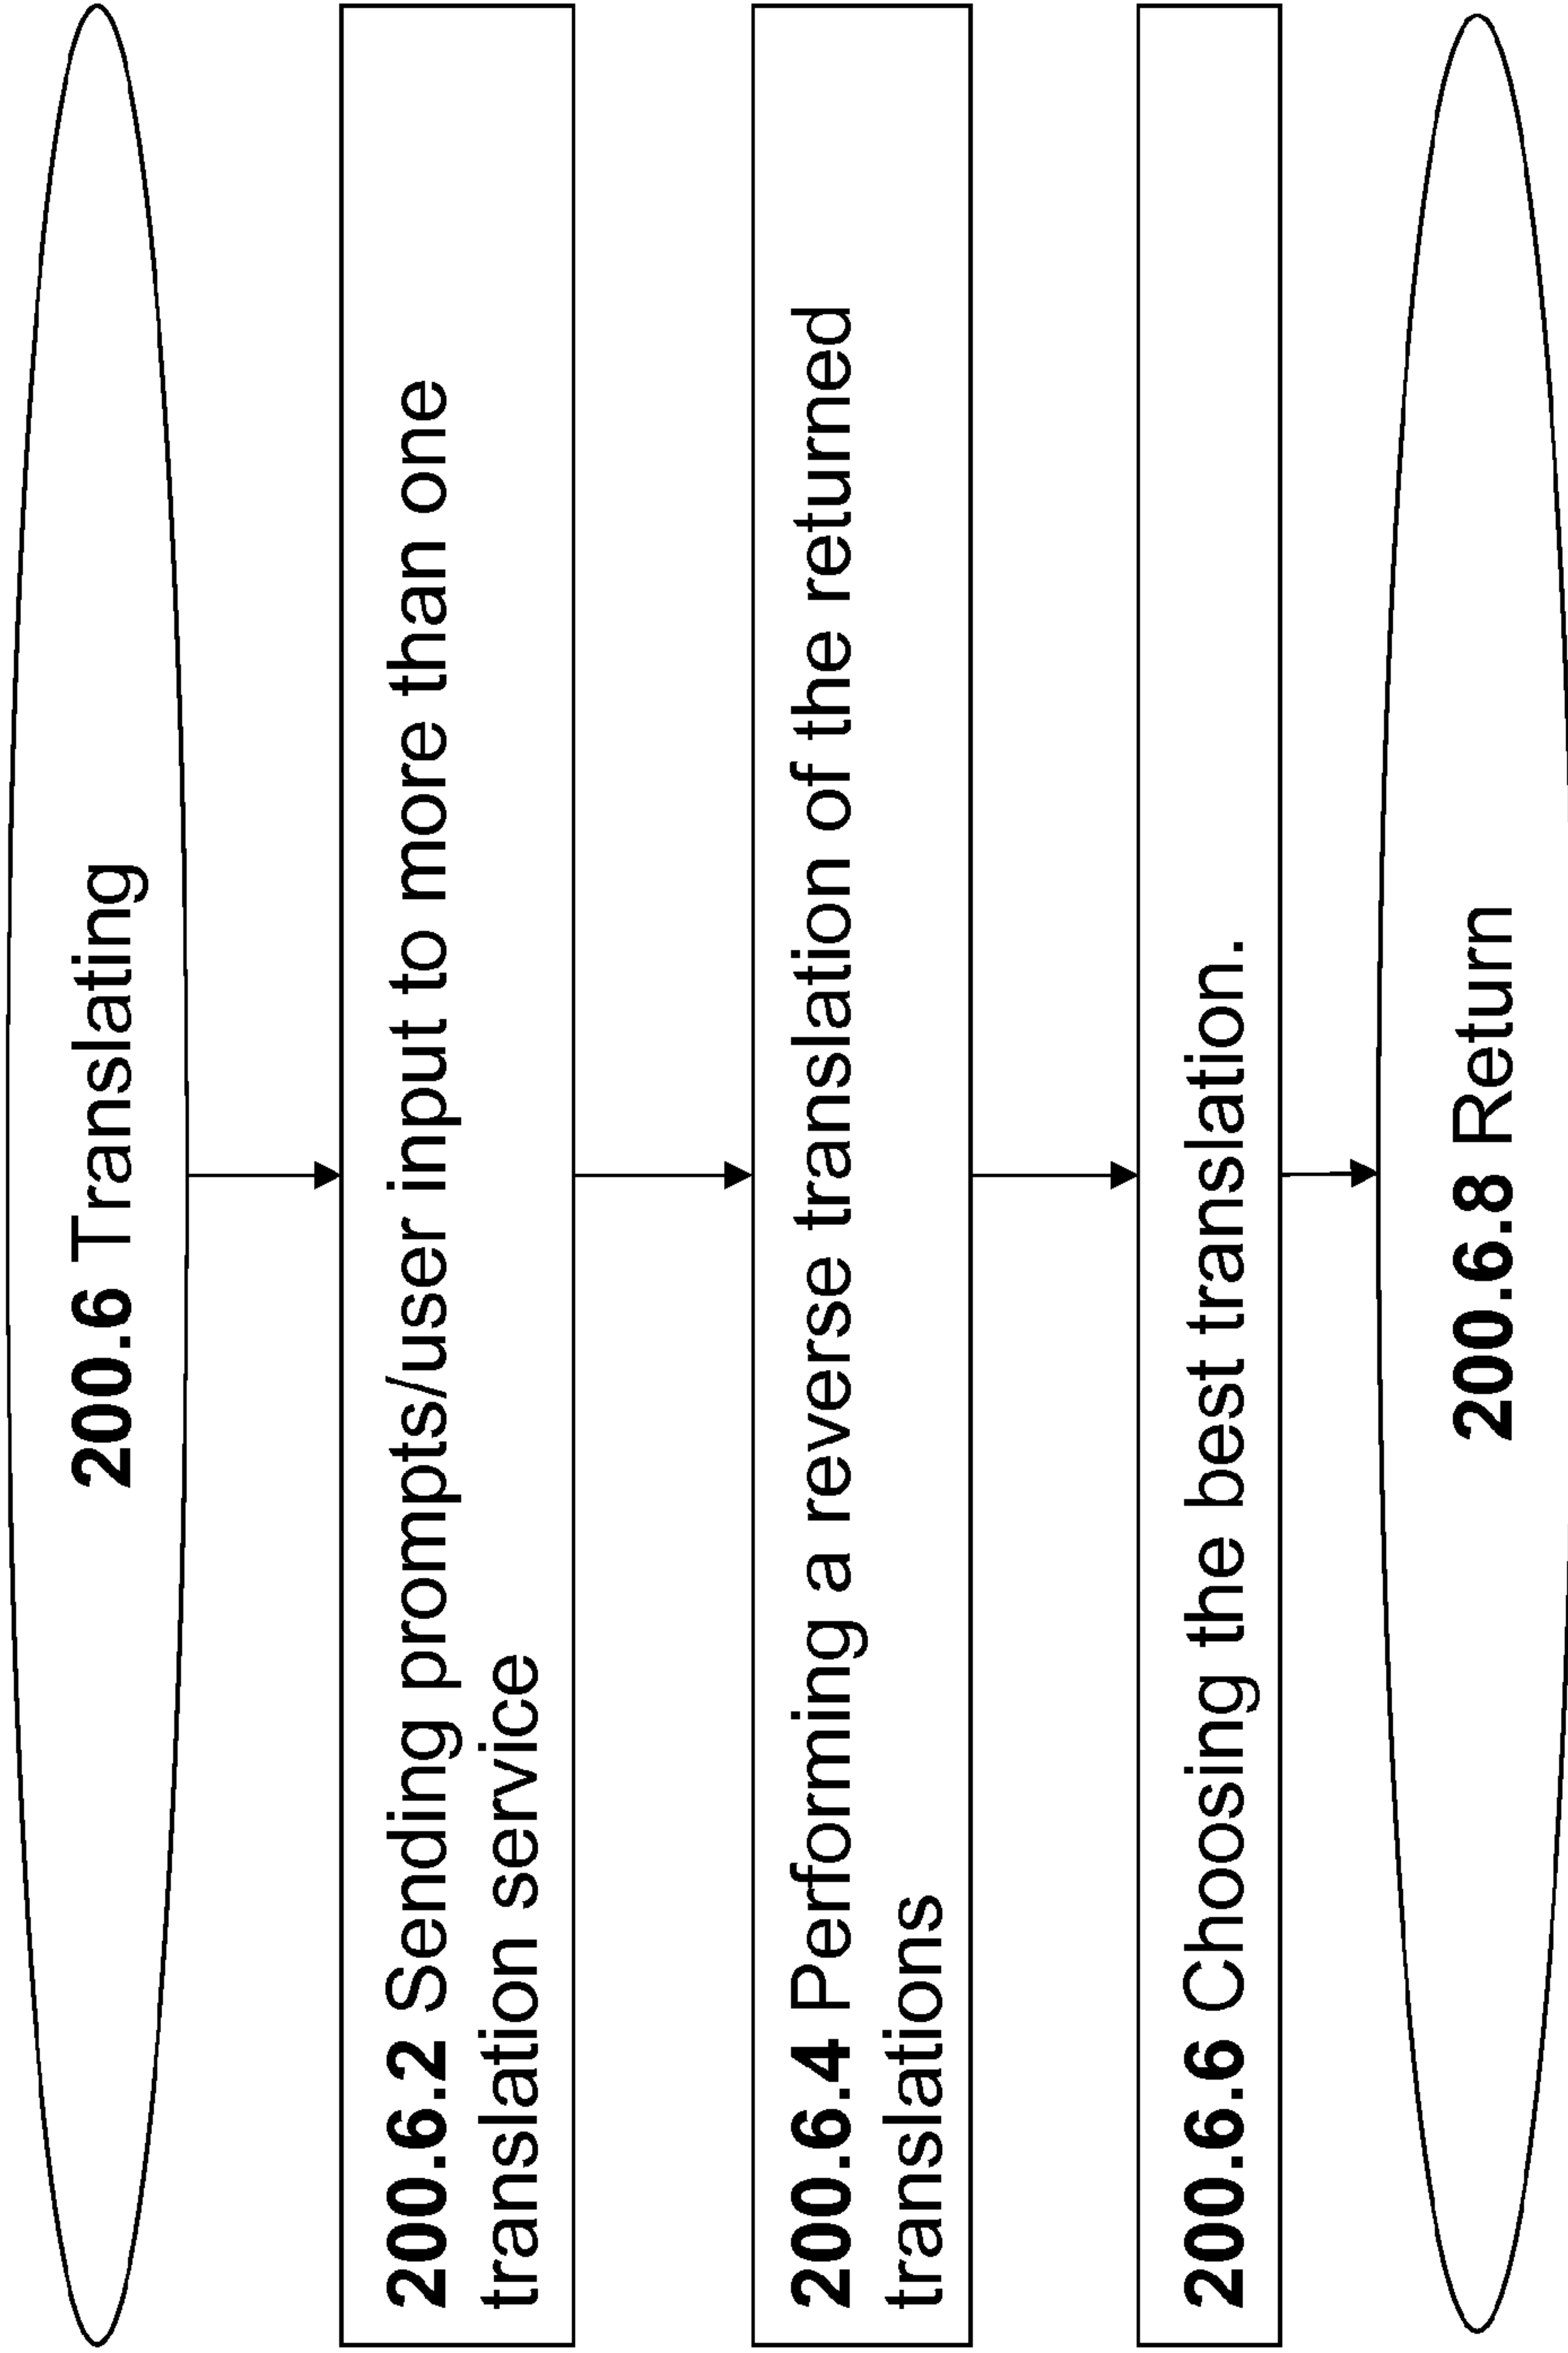 200.6 Translating
200.6.2 Sending prompts/user input to more than one
translation service
200.6.4 Performing a reverse translation of the returned
translations
200.6.6 Choosing the best translation.
200.6.8 Return